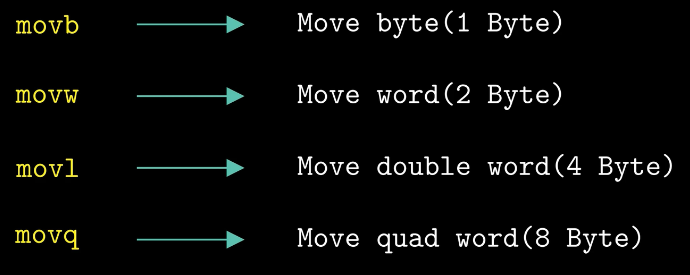 movb Move byte(1 Byte)
movw Move word(2 Byte)
movl Move double word(4 Byte)
movq Move quad word(8 Byte)